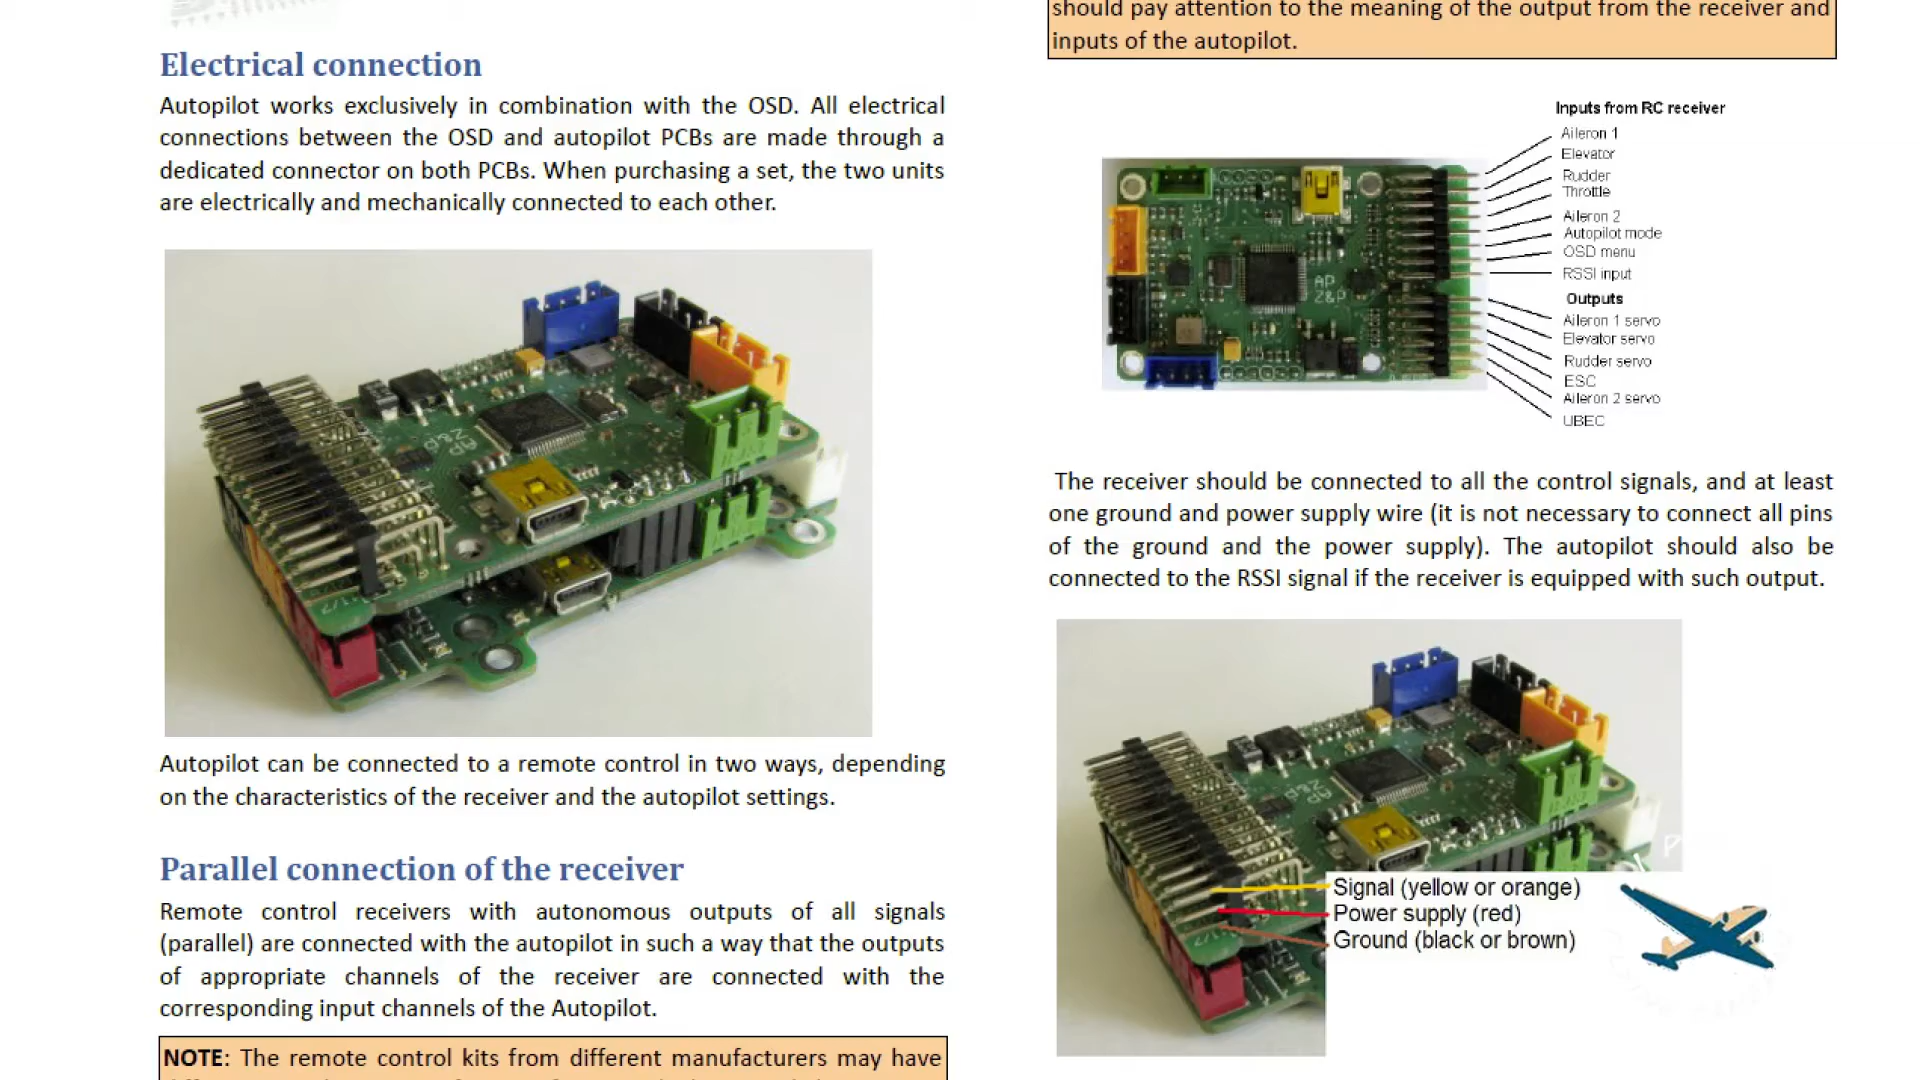 Electrical connection
Autopilot works exclusively in combination with the OSD. All electrical
connections between the OSD and autopilot PCBs are made through a
dedicated connector on both PCBs. When purchasing a set, the two units
are electrically and mechanically connected to each other.
Autopilot can be connected to a remote control in two ways, depending
on the characteristics of the receiver and the autopilot settings.
Parallel connection of the receiver
Remote control receivers with autonomous outputs of all signals
(parallel) are connected with the autopilot in such a way that the outputs
of appropriate channels of the receiver are connected with the
corresponding input channels of the Autopilot.
NOTE: The remote control kits from different manufacturers may have
should pay attention to the meaning of the output from the receiver and
inputs of the autopilot.
Inputs from RC receiver
Aileron 1
Elevator
Rudder
Throttle
Aileron 2
Autopilot mode
OSD menu
RSSI input
Outputs
Aileron 1 servo
Elevator servo
Rudder servo
ESC
Aileron 2 servo
UBEC
AP
Z&P
The receiver should be connected to all the control signals, and at least
one ground and power supply wire (it is not necessary to connect all pins
of the ground and the power supply). The autopilot should also be
connected to the RSSI signal if the receiver is equipped with such output.
Signal (yellow or orange)
Power supply (red)
Ground (black or brown)